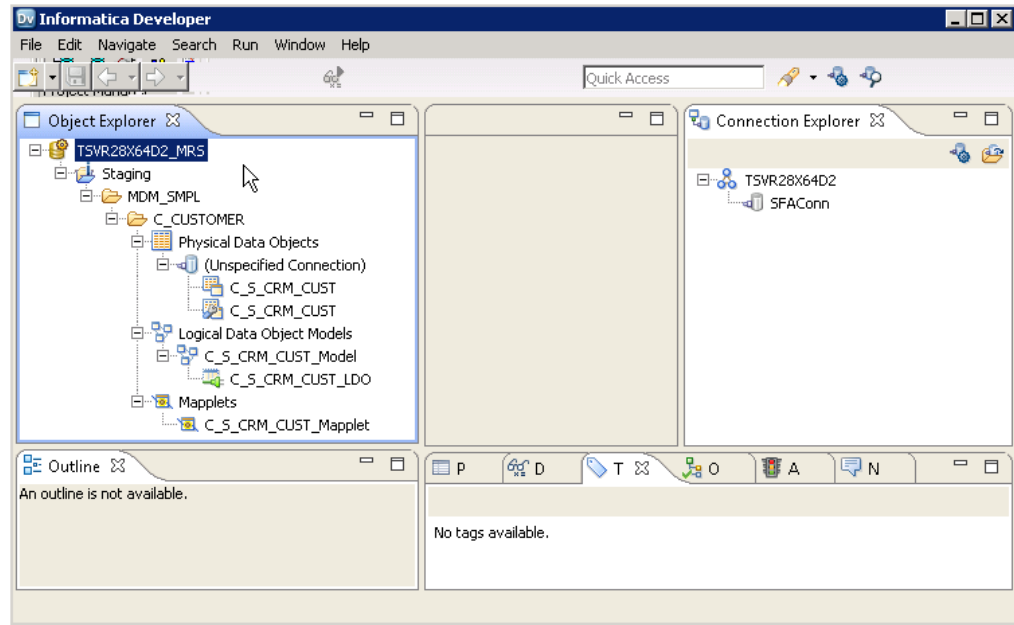 Dv Informatica Developer
File Edit Navigate Search Run Window Help
Quick Access
Object Explorer
TSVR28X64D2_MRS
Staging
MDM_SMPL
C_CUSTOMER
Physical Data Objects
(Unspecified Connection)
C_S_CRM_CUST
C_S_CRM_CUST
Logical Data Object Models
C_S_CRM_CUST_Model
C_S_CRM_CUST_LDO
Mapplets
C_S_CRM_CUST_Mapplet
Connection Explorer
TSVR28X64D2
SFAConn
Outline
An outline is not available.
P D T O A N
No tags available.